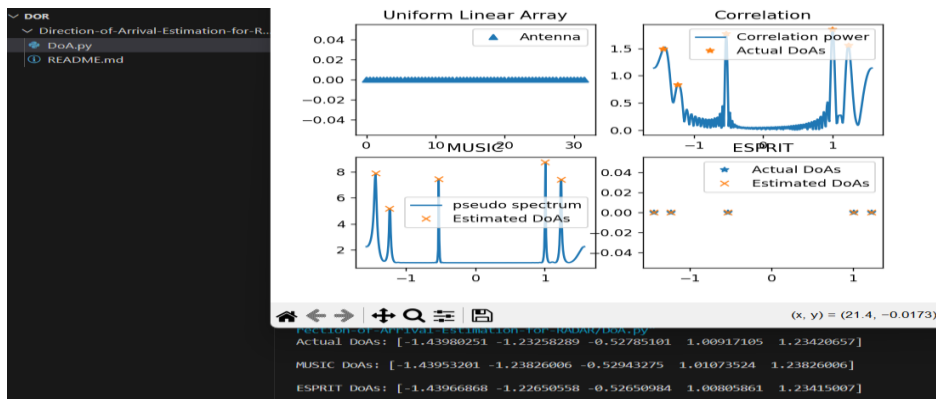 DOR
Direction-of-Arrival-Estimation-for-R...
DoA.py
README.md
Uniform Linear Array
Antenna
0.04
0.02
0.00
−0.02
−0.04
0
10
20
30
Correlation
Correlation power
Actual DoAs
1.5
1.0
0.5
0.0
−1
0
1
MUSIC
8
6
4
2
pseudo spectrum
Estimated DoAs
−1
0
1
ESPRIT
Actual DoAs
Estimated DoAs
0.04
0.02
0.00
−0.02
−0.04
−1
0
1
(x, y) = (21.4, −0.0173)
rection-of-Arrival-Estimation-for-RADAR/DoA.py
Actual DoAs: [-1.43980251 -1.23258289 -0.52785101 1.00917105 1.23420657]
MUSIC DoAs: [-1.43953201 -1.23826006 -0.52943275 1.01073524 1.23826006]
ESPRIT DoAs: [-1.43966868 -1.22650558 -0.52650984 1.00805861 1.23415007]